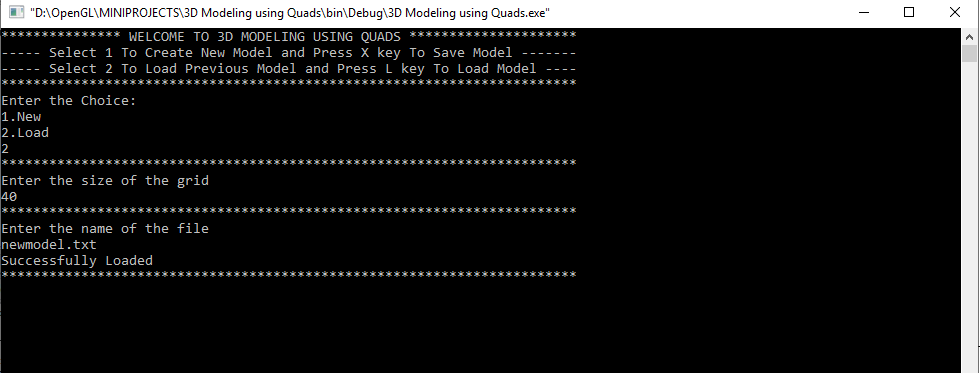 "D:\OpenGL\MINIPROJECTS\3D Modeling using Quads\bin\Debug\3D Modeling using Quads.exe"
*************** WELCOME TO 3D MODELING USING QUADS *********************
----- Select 1 To Create New Model and Press X key To Save Model -------
----- Select 2 To Load Previous Model and Press L key To Load Model ----
************************************************************************
Enter the Choice:
1.New
2.Load
2
************************************************************************
Enter the size of the grid
40
************************************************************************
Enter the name of the file
newmodel.txt
Successfully Loaded
************************************************************************